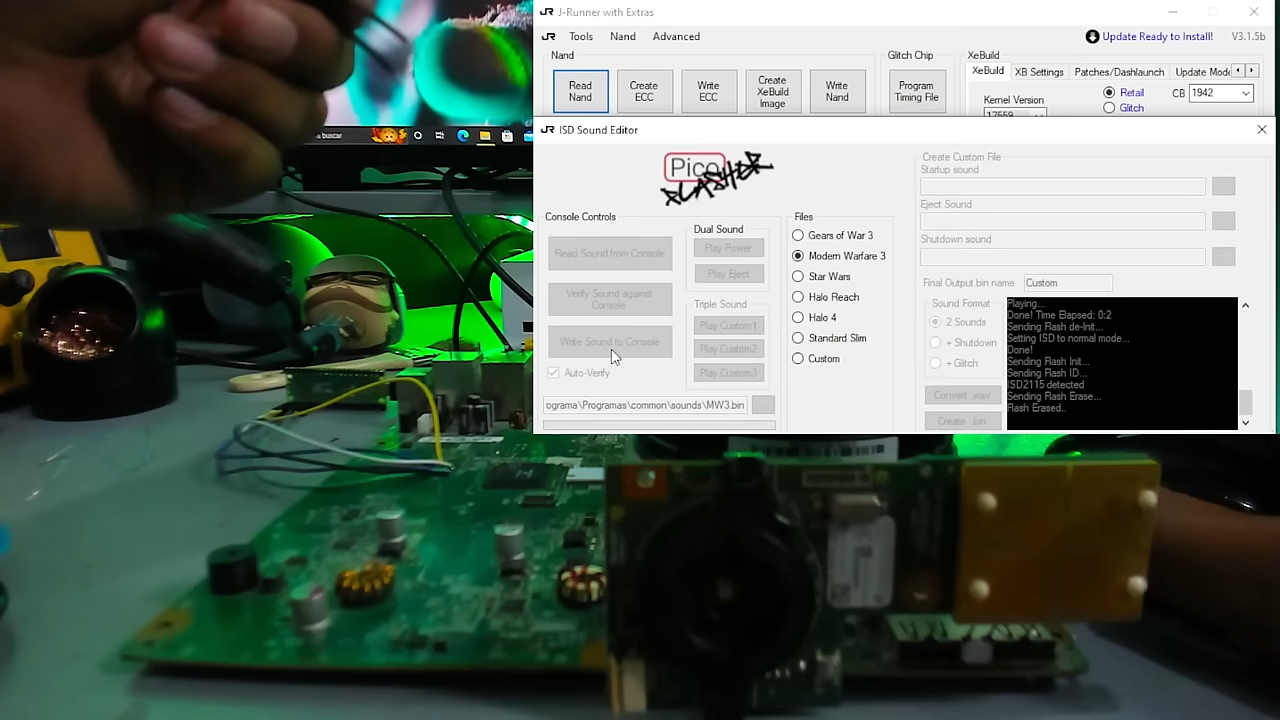 J-Runner with Extras
Tools Nand Advanced
Update Ready to Install! V3.1.5b
Nand
Read Nand
Create ECC
Write ECC
Create XeBuild Image
Write Nand
Glitch Chip
Program Timing File
XeBuild
XeBuild XB Settings Patches/Dashlaunch Update Mode
Kernel Version
17559
Retail
Glitch
CB 1942
a buscar
ISD Sound Editor
Pico
FLASHER
Console Controls
Read Sound from Console
Verify Sound against Console
Write Sound to Console
Auto-Verify
ograma\Programas\common\sounds\MW3.bin
Dual Sound
Play Power
Play Eject
Triple Sound
Play Custom1
Play Custom2
Play Custom3
Files
Gears of War 3
Modern Warfare 3
Star Wars
Halo Reach
Halo 4
Standard Slim
Custom
Create Custom File
Startup sound
Eject Sound
Shutdown sound
Final Output.bin name Custom
Sound Format
2 Sounds
+ Shutdown
+ Glitch
Convert .wav
Create .bin
Playing...
Done! Time Elapsed: 0:2
Sending Flash de-Init...
Setting ISD to normal mode...
Done!
Sending Flash Init...
Sending Flash ID...
ISD2115 detected
Sending Flash Erase...
Flash Erased..